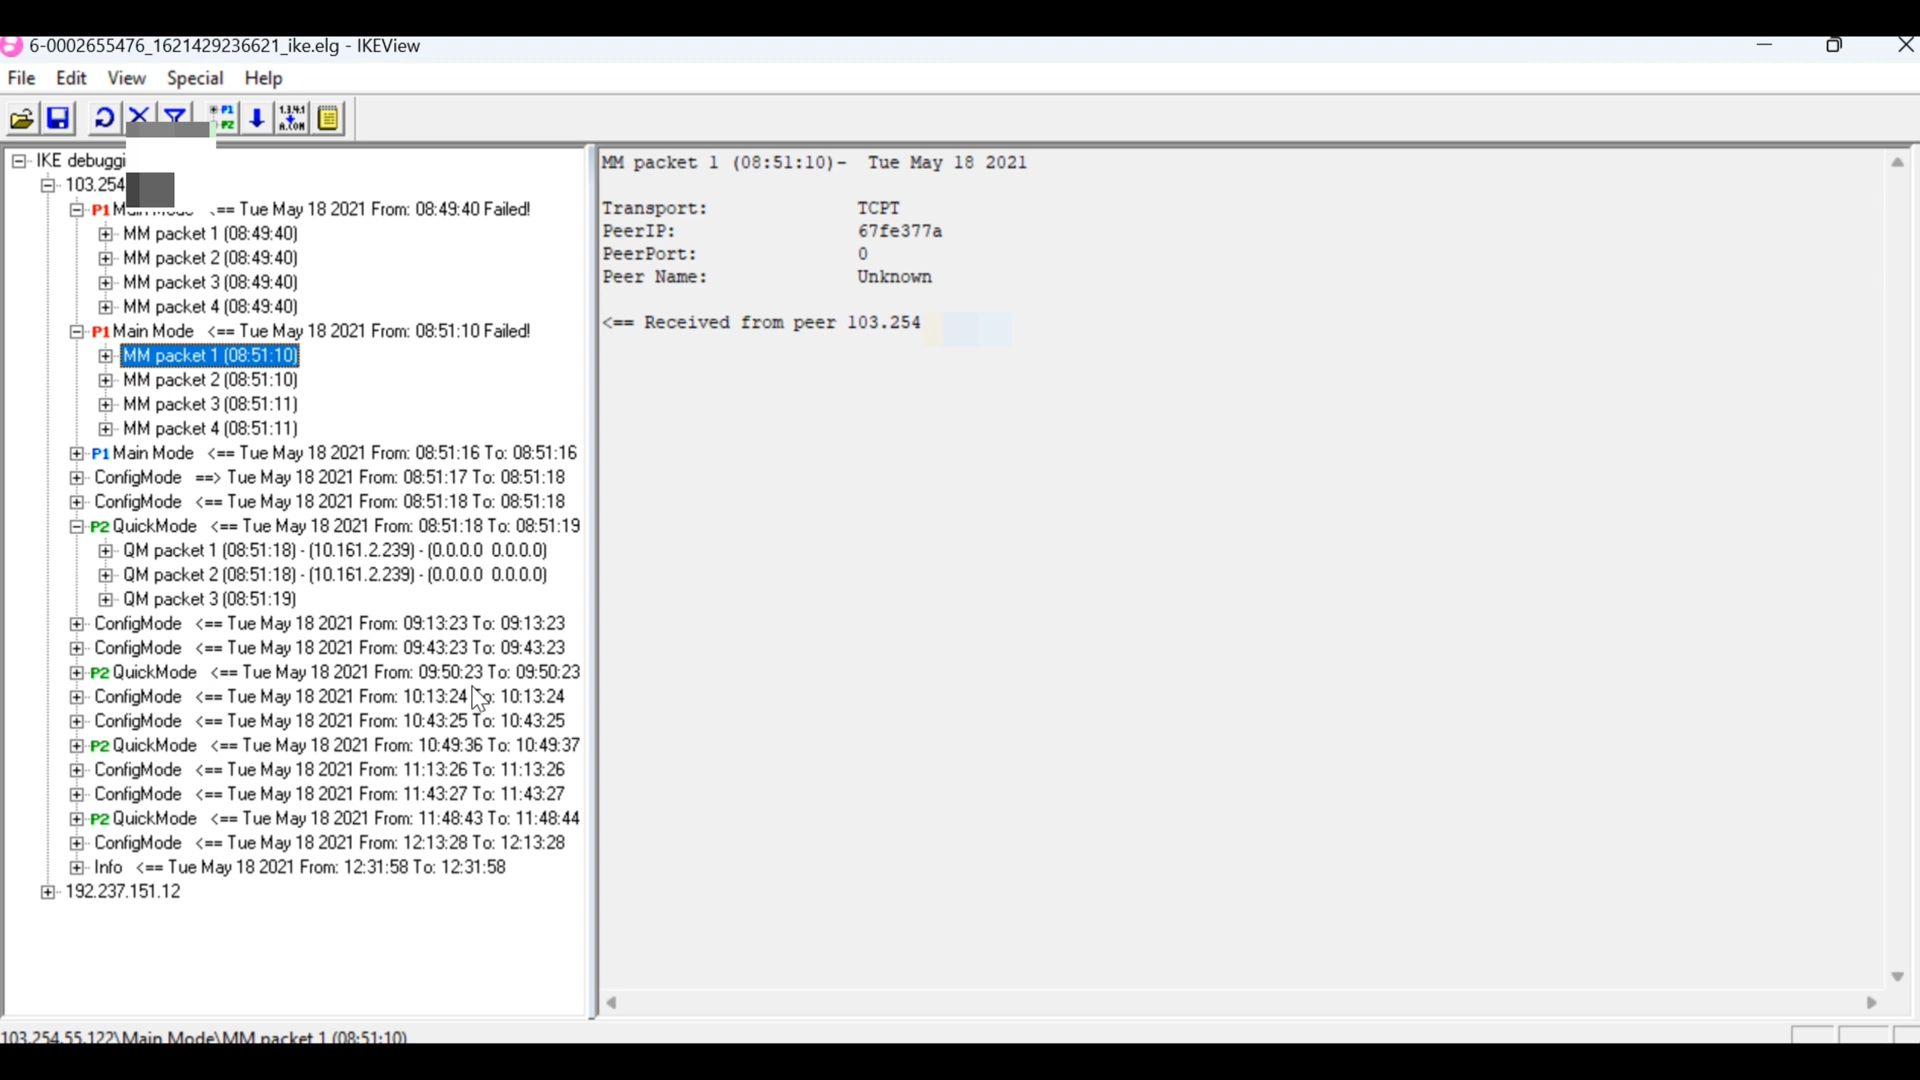 6-0002655476_1621429236621_ike.elg - IKEView
File Edit View Special Help
IKE debuggi
103.254
P1 Main Mode <== Tue May 18 2021 From: 08:49:40 Failed!
MM packet 1 (08:49:40)
MM packet 2 (08:49:40)
MM packet 3 (08:49:40)
MM packet 4 (08:49:40)
P1 Main Mode <== Tue May 18 2021 From: 08:51:10 Failed!
MM packet 1 (08:51:10)
MM packet 2 (08:51:10)
MM packet 3 (08:51:11)
MM packet 4 (08:51:11)
P1 Main Mode <== Tue May 18 2021 From: 08:51:16 To: 08:51:16
ConfigMode ==> Tue May 18 2021 From: 08:51:17 To: 08:51:18
ConfigMode <== Tue May 18 2021 From: 08:51:18 To: 08:51:18
P2 QuickMode <== Tue May 18 2021 From: 08:51:18 To: 08:51:19
QM packet 1 (08:51:18) - (10.161.2.239) - (0.0.0.0 0.0.0.0)
QM packet 2 (08:51:18) - (10.161.2.239) - (0.0.0.0 0.0.0.0)
QM packet 3 (08:51:19)
ConfigMode <== Tue May 18 2021 From: 09:13:23 To: 09:13:23
ConfigMode <== Tue May 18 2021 From: 09:43:23 To: 09:43:23
P2 QuickMode <== Tue May 18 2021 From: 09:50:23 To: 09:50:23
ConfigMode <== Tue May 18 2021 From: 10:13:24 To: 10:13:24
ConfigMode <== Tue May 18 2021 From: 10:43:25 To: 10:43:25
P2 QuickMode <== Tue May 18 2021 From: 10:49:36 To: 10:49:37
ConfigMode <== Tue May 18 2021 From: 11:13:26 To: 11:13:26
ConfigMode <== Tue May 18 2021 From: 11:43:27 To: 11:43:27
P2 QuickMode <== Tue May 18 2021 From: 11:48:43 To: 11:48:44
ConfigMode <== Tue May 18 2021 From: 12:13:28 To: 12:13:28
Info <== Tue May 18 2021 From: 12:31:58 To: 12:31:58
192.237.151.12
MM packet 1 (08:51:10)- Tue May 18 2021
Transport: TCPT
PeerIP: 67fe377a
PeerPort: 0
Peer Name: Unknown
<== Received from peer 103.254
103.254.55.122\Main Mode\MM packet 1 (08:51:10)